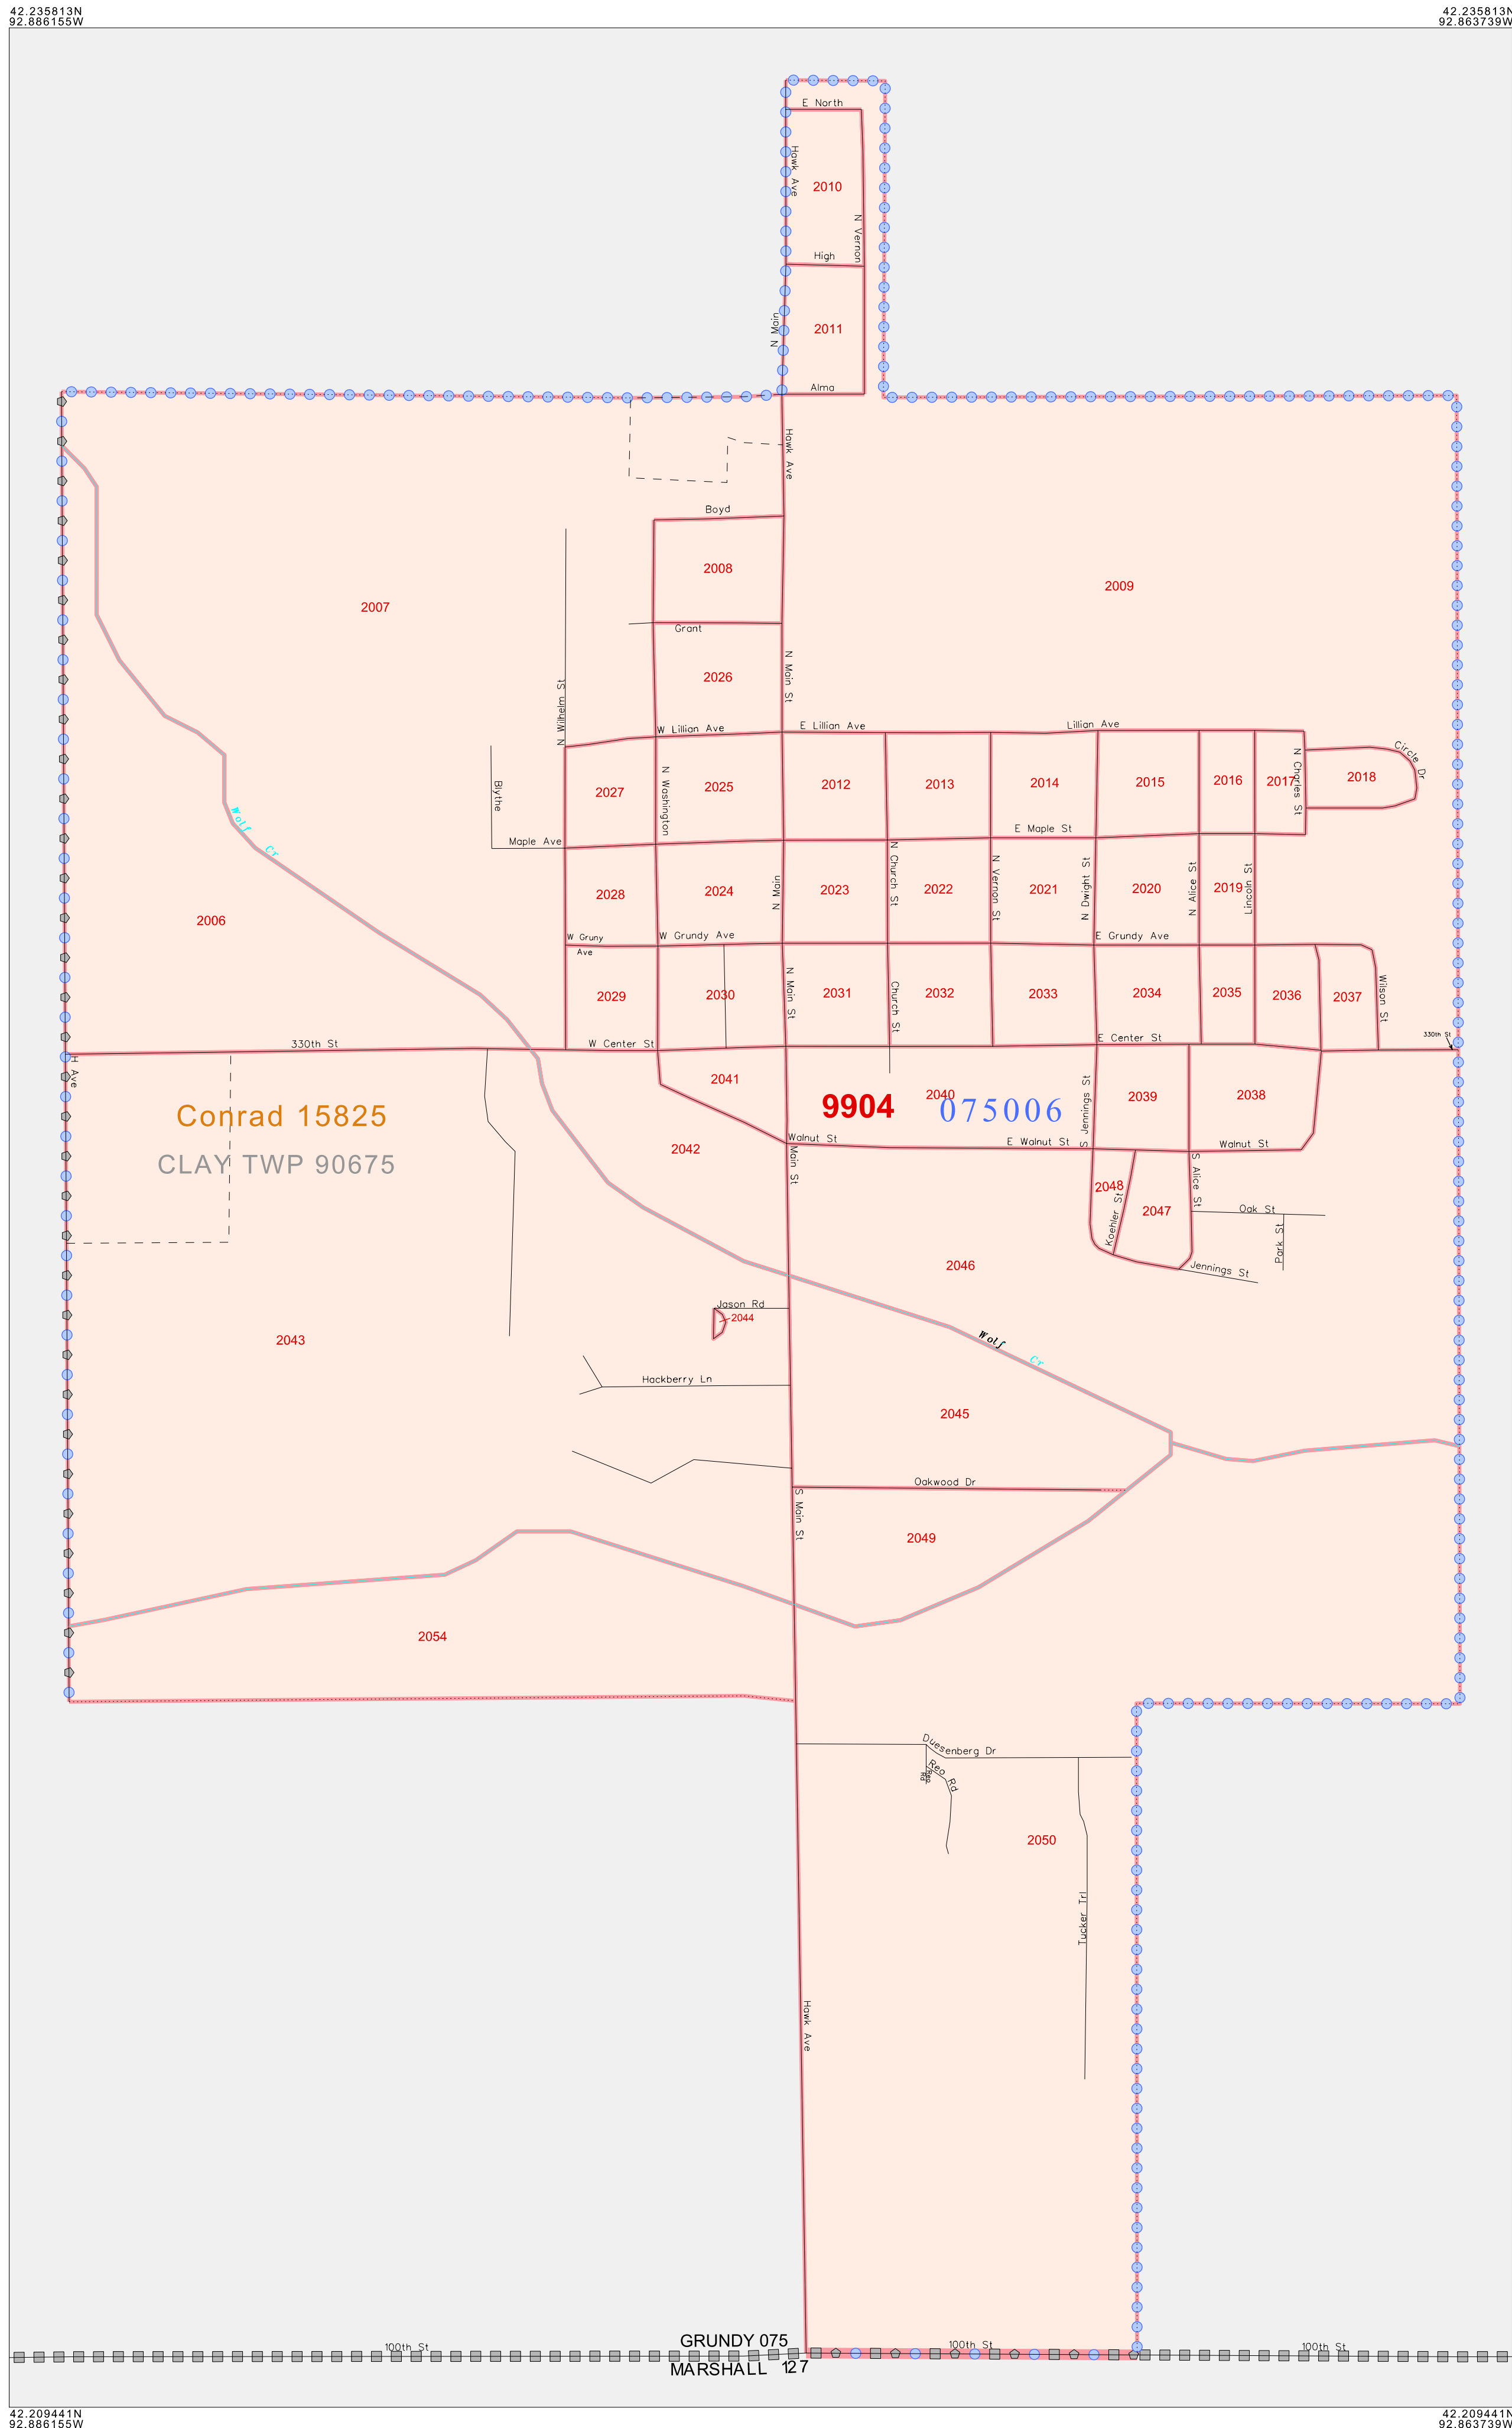 42.235813N
92.886155W
42.235813N
92.863739W
E North
Hawk Ave
2010
N Vernon
High
N Main
2011
Alma
Hawk Ave
Boyd
2008
2007
2009
Grant
N Main St
2026
N Wilhelm St
W Lillian Ave
E Lillian Ave
Lillian Ave
Circle Dr
N Charles St
Blythe
2027
N Washington
2025
2012
2013
2014
2015
2016
2017
2018
Wolf
Cr
Maple Ave
E Maple St
2028
2024
N Main
2023
N Church St
2022
N Vernon St
2021
N Dwight St
2020
N Alice St
2019
Lincoln St
2006
W Gruny
Ave
W Grundy Ave
E Grundy Ave
2029
2030
N Main St
2031
Church St
2032
2033
2034
2035
2036
2037
Wilson St
330th St
W Center St
E Center St
330th St
H Ave
2041
2040
S Jennings St
2039
2038
Conrad 15825
9904
075006
CLAY TWP 90675
2042
Walnut St
E Walnut St
Walnut St
Main St
2048
Koehler St
2047
S Alice St
Oak St
Park St
Jennings St
2046
Jason Rd
2044
2043
Wolf
Cr
Hackberry Ln
2045
Oakwood Dr
S Main St
2049
2054
Duesenberg Dr
Reo Rd
Reo
Rd
2050
Tucker Trl
Hawk Ave
GRUNDY 075
100th St
100th St
100th St
MARSHALL 127
42.209441N
92.886155W
42.209441N
92.863739W